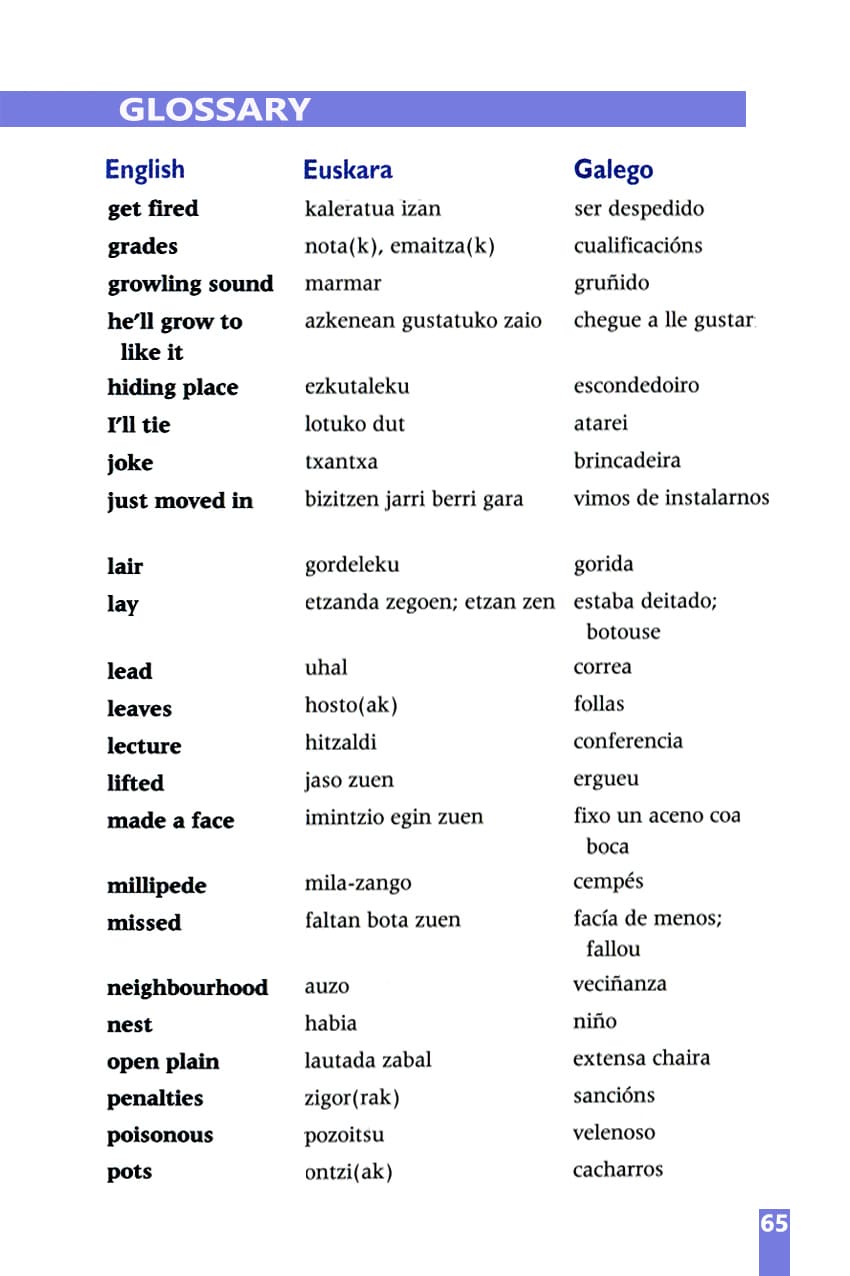 GLOSSARY
English Euskara Galego
get fired kaleratua izan ser despedido
grades nota(k), emaitza(k) cualificacións
growling sound marmar gruñido
he'll grow to azkenean gustatuko zaio chegue a lle gustar
like it
hiding place ezkutaleku escondedoiro
I'll tie lotuko dut atarei
joke txantxa brincadeira
just moved in bizitzen jarri berri gara vimos de instalarnos
lair gordeleku gorida
lay etzanda zegoen; etzan zen estaba deitado;
botouse
lead uhal correa
leaves hosto(ak) follas
lecture hitzaldi conferencia
lifted jaso zuen ergueu
made a face imintzio egin zuen fixo un aceno coa
boca
millipede mila-zango cempés
missed faltan bota zuen facía de menos;
fallou
neighbourhood auzo veciñanza
nest habia niño
open plain lautada zabal extensa chaira
penalties zigor(rak) sancións
poisonous pozoitsu velenoso
pots ontzi(ak) cacharros
65